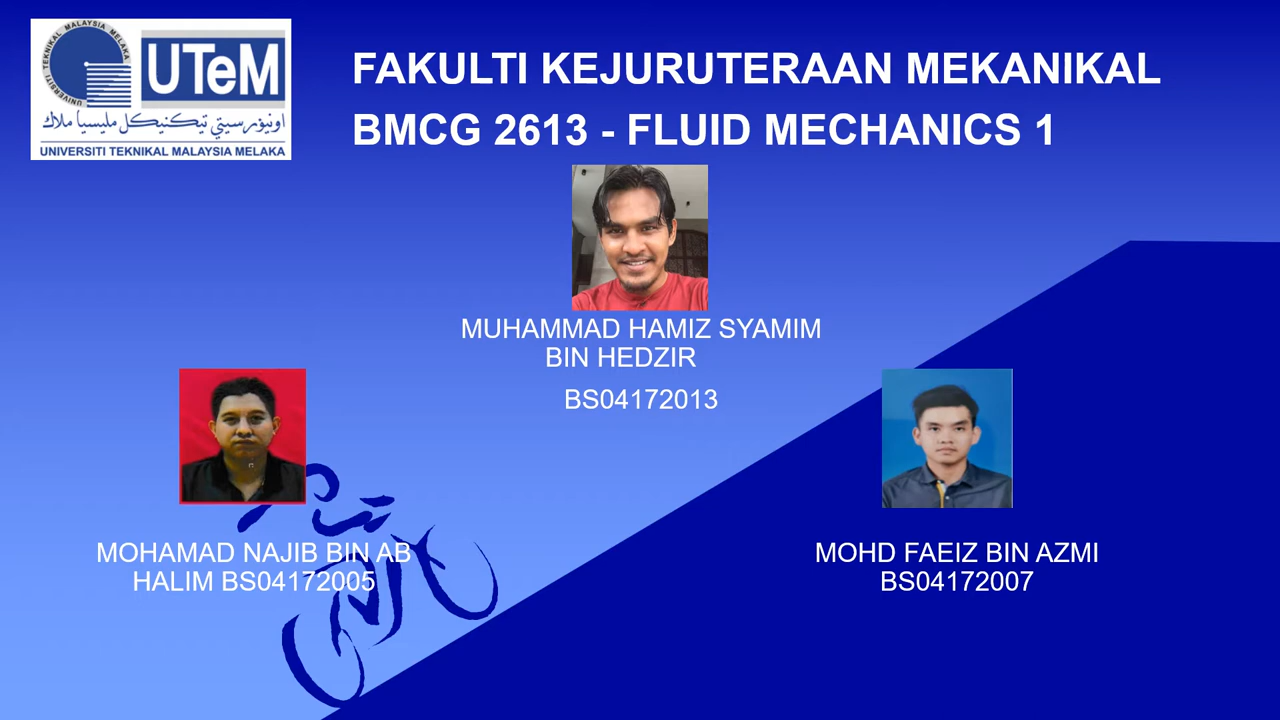 UNIVERSITI TEKNIKAL MALAYSIA MELAKA
UTeM
اونيۏرسيتي تيكنيكل مليسيا ملاك
UNIVERSITI TEKNIKAL MALAYSIA MELAKA
FAKULTI KEJURUTERAAN MEKANIKAL
BMCG 2613 - FLUID MECHANICS 1
MUHAMMAD HAMIZ SYAMIM
BIN HEDZIR
BS04172013
MOHAMAD NAJIB BIN AB
HALIM BS04172005
MOHD FAEIZ BIN AZMI
BS04172007